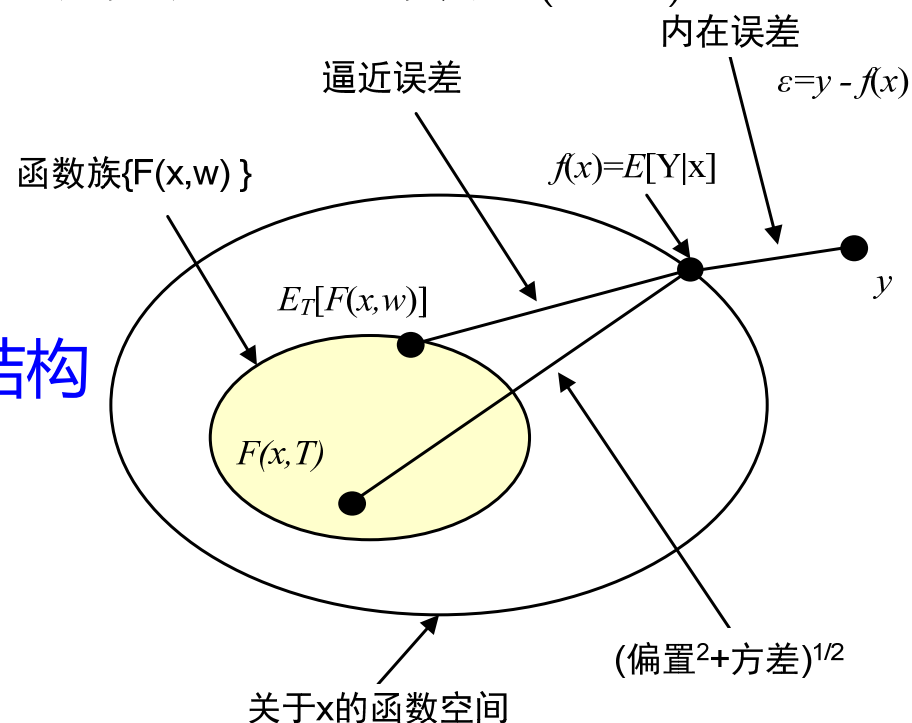 内在误差
逼近误差
ε=y - f(x)
f(x)=E[Y|x]
函数族{F(x,w) }
y
E_T[F(x,w)]
结构
F(x,T)
(偏置²+方差)^1/2
关于x的函数空间